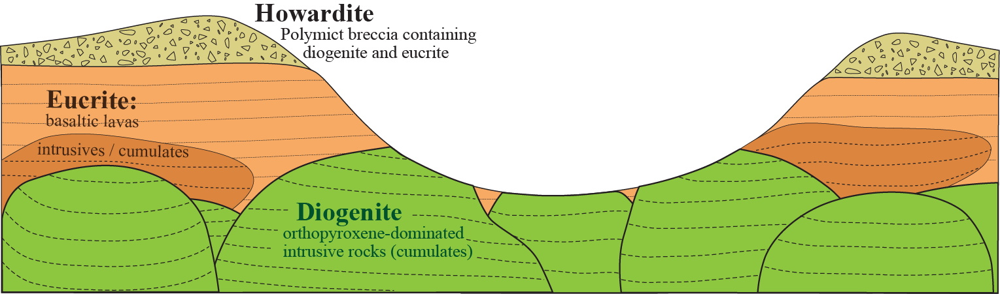 Howardite
Polymict breccia containing
diogenite and eucrite
Eucrite:
basaltic lavas
intrusives / cumulates
Diogenite
orthopyroxene-dominated
intrusive rocks (cumulates)